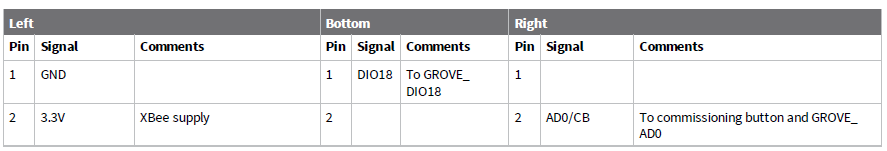 Left Bottom Right
Pin Signal Comments Pin Signal Comments Pin Signal Comments
1 GND 1 DIO18 To GROVE_ 1
DIO18
2 3.3V XBee supply 2 2 AD0/CB To commissioning button and GROVE_
AD0